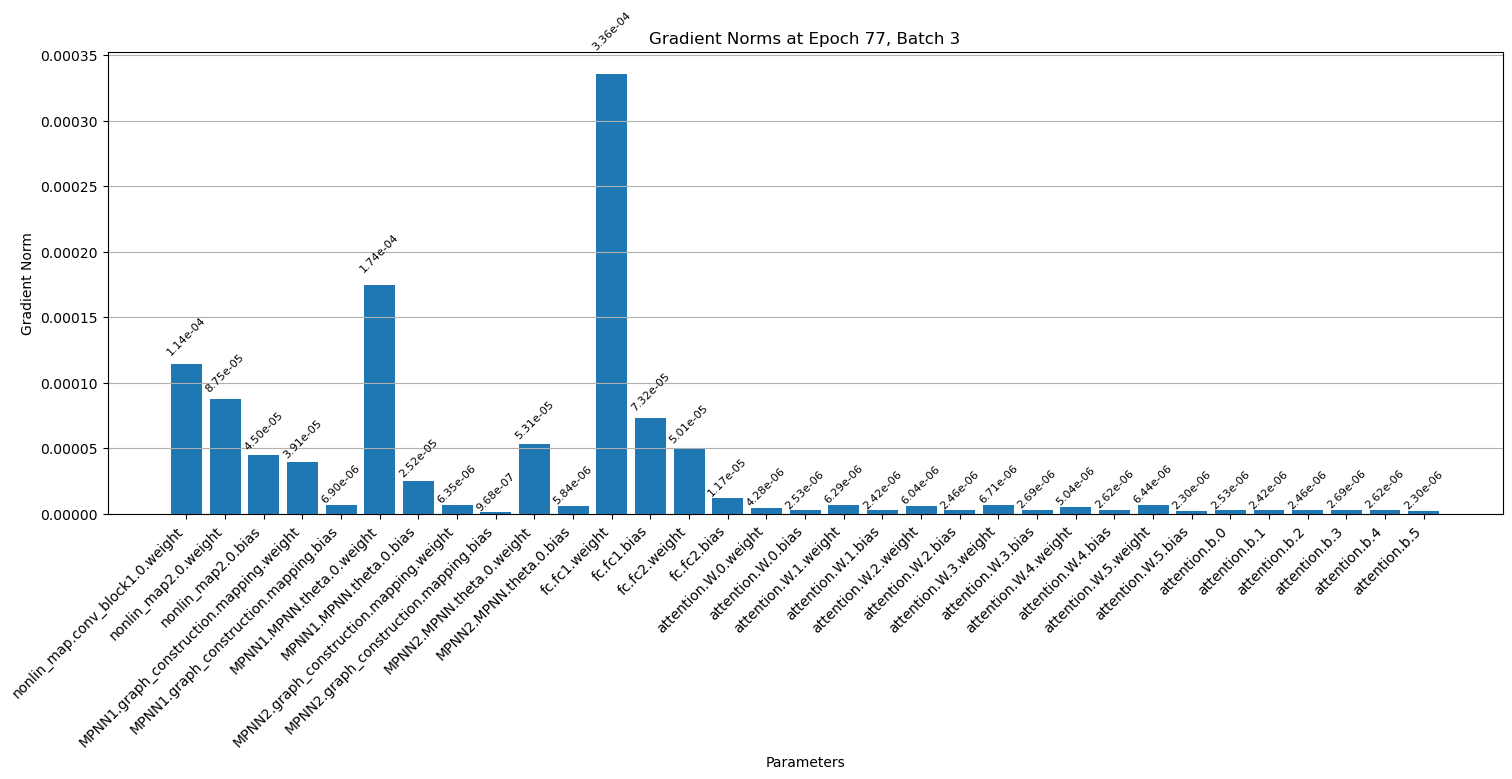 Gradient Norms at Epoch 77, Batch 3
Gradient Norm
0.00035
0.00030
0.00025
0.00020
0.00015
0.00010
0.00005
0.00000
1.14e-04
8.75e-05
4.50e-05
3.91e-05
6.90e-06
1.74e-04
2.52e-05
6.35e-06
9.68e-07
5.31e-05
5.84e-06
3.36e-04
7.32e-05
5.01e-05
1.17e-05
4.28e-06
2.53e-06
6.29e-06
2.42e-06
6.04e-06
2.46e-06
6.71e-06
2.69e-06
5.04e-06
2.62e-06
6.44e-06
2.30e-06
2.53e-06
2.42e-06
2.46e-06
2.69e-06
2.62e-06
2.30e-06
nonlin_map.conv_block1.0.weight
nonlin_map2.0.weight
nonlin_map2.0.bias
MPNN1.graph_construction.mapping.weight
MPNN1.graph_construction.mapping.bias
MPNN1.MPNN.theta.0.weight
MPNN1.MPNN.theta.0.bias
MPNN2.graph_construction.mapping.weight
MPNN2.graph_construction.mapping.bias
MPNN2.MPNN.theta.0.weight
MPNN2.MPNN.theta.0.bias
fc.fc1.weight
fc.fc1.bias
fc.fc2.weight
fc.fc2.bias
attention.W.0.weight
attention.W.0.bias
attention.W.1.weight
attention.W.1.bias
attention.W.2.weight
attention.W.2.bias
attention.W.3.weight
attention.W.3.bias
attention.W.4.weight
attention.W.4.bias
attention.W.5.weight
attention.W.5.bias
attention.b.0
attention.b.1
attention.b.2
attention.b.3
attention.b.4
attention.b.5
Parameters